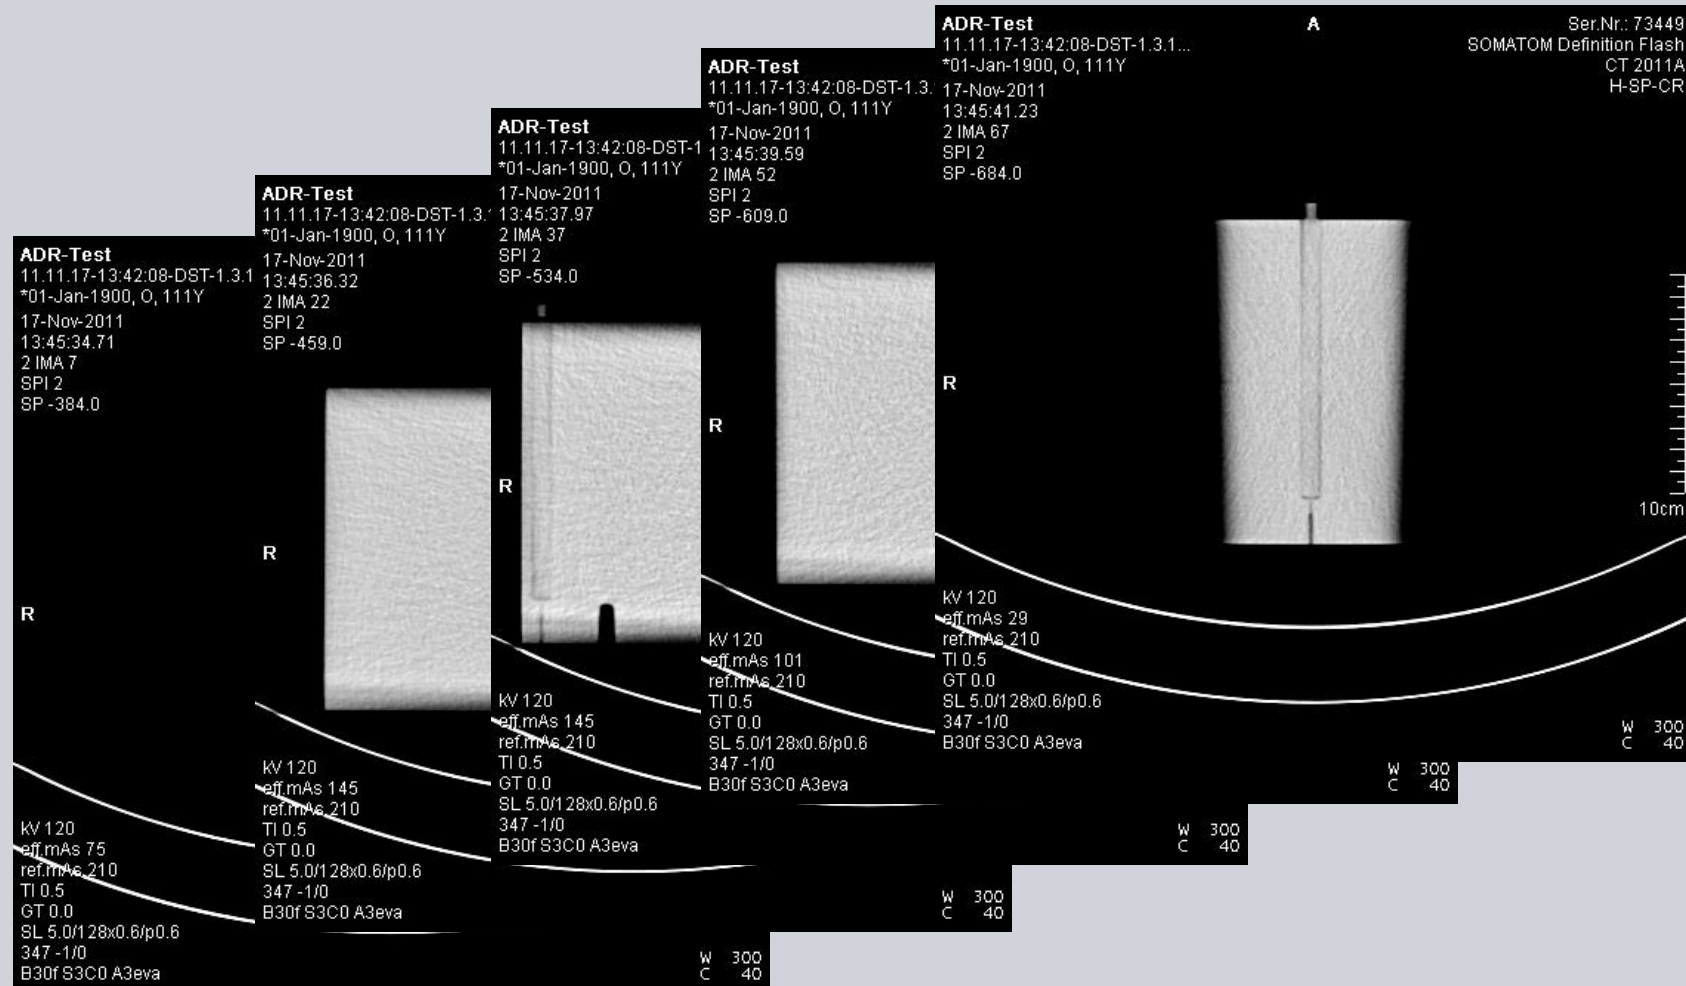 ADR-Test
11.11.17-13:42:08-DST-1.3.1
*01-Jan-1900, O, 111Y
17-Nov-2011
13:45:34.71
2 IMA 7
SPI 2
SP -384.0
R
kV 120
eff.mAs 75
ref.mAs 210
TI 0.5
GT 0.0
SL 5.0/128x0.6/p0.6
347 -1/0
B30f S3C0 A3eva
W 300
C 40
ADR-Test
11.11.17-13:42:08-DST-1.3.
*01-Jan-1900, O, 111Y
17-Nov-2011
13:45:36.32
2 IMA 22
SPI 2
SP -459.0
R
kV 120
eff.mAs 145
ref.mAs 210
TI 0.5
GT 0.0
SL 5.0/128x0.6/p0.6
347 -1/0
B30f S3C0 A3eva
W 300
C 40
ADR-Test
11.11.17-13:42:08-DST-1
*01-Jan-1900, O, 111Y
17-Nov-2011
13:45:37.97
2 IMA 37
SPI 2
SP -534.0
R
kV 120
eff.mAs 145
ref.mAs 210
TI 0.5
GT 0.0
SL 5.0/128x0.6/p0.6
347 -1/0
B30f S3C0 A3eva
W 300
C 40
ADR-Test
11.11.17-13:42:08-DST-1.3.
*01-Jan-1900, O, 111Y
17-Nov-2011
13:45:39.59
2 IMA 52
SPI 2
SP -609.0
R
kV 120
eff.mAs 101
ref.mAs 210
TI 0.5
GT 0.0
SL 5.0/128x0.6/p0.6
347 -1/0
B30f S3C0 A3eva
W 300
C 40
ADR-Test
11.11.17-13:42:08-DST-1.3.1...
*01-Jan-1900, O, 111Y
17-Nov-2011
13:45:41.23
2 IMA 67
SPI 2
SP -684.0
A
Ser.Nr.: 73449
SOMATOM Definition Flash
CT 2011A
H-SP-CR
R
10cm
kV 120
eff.mAs 29
ref.mAs 210
TI 0.5
GT 0.0
SL 5.0/128x0.6/p0.6
347 -1/0
B30f S3C0 A3eva
W 300
C 40